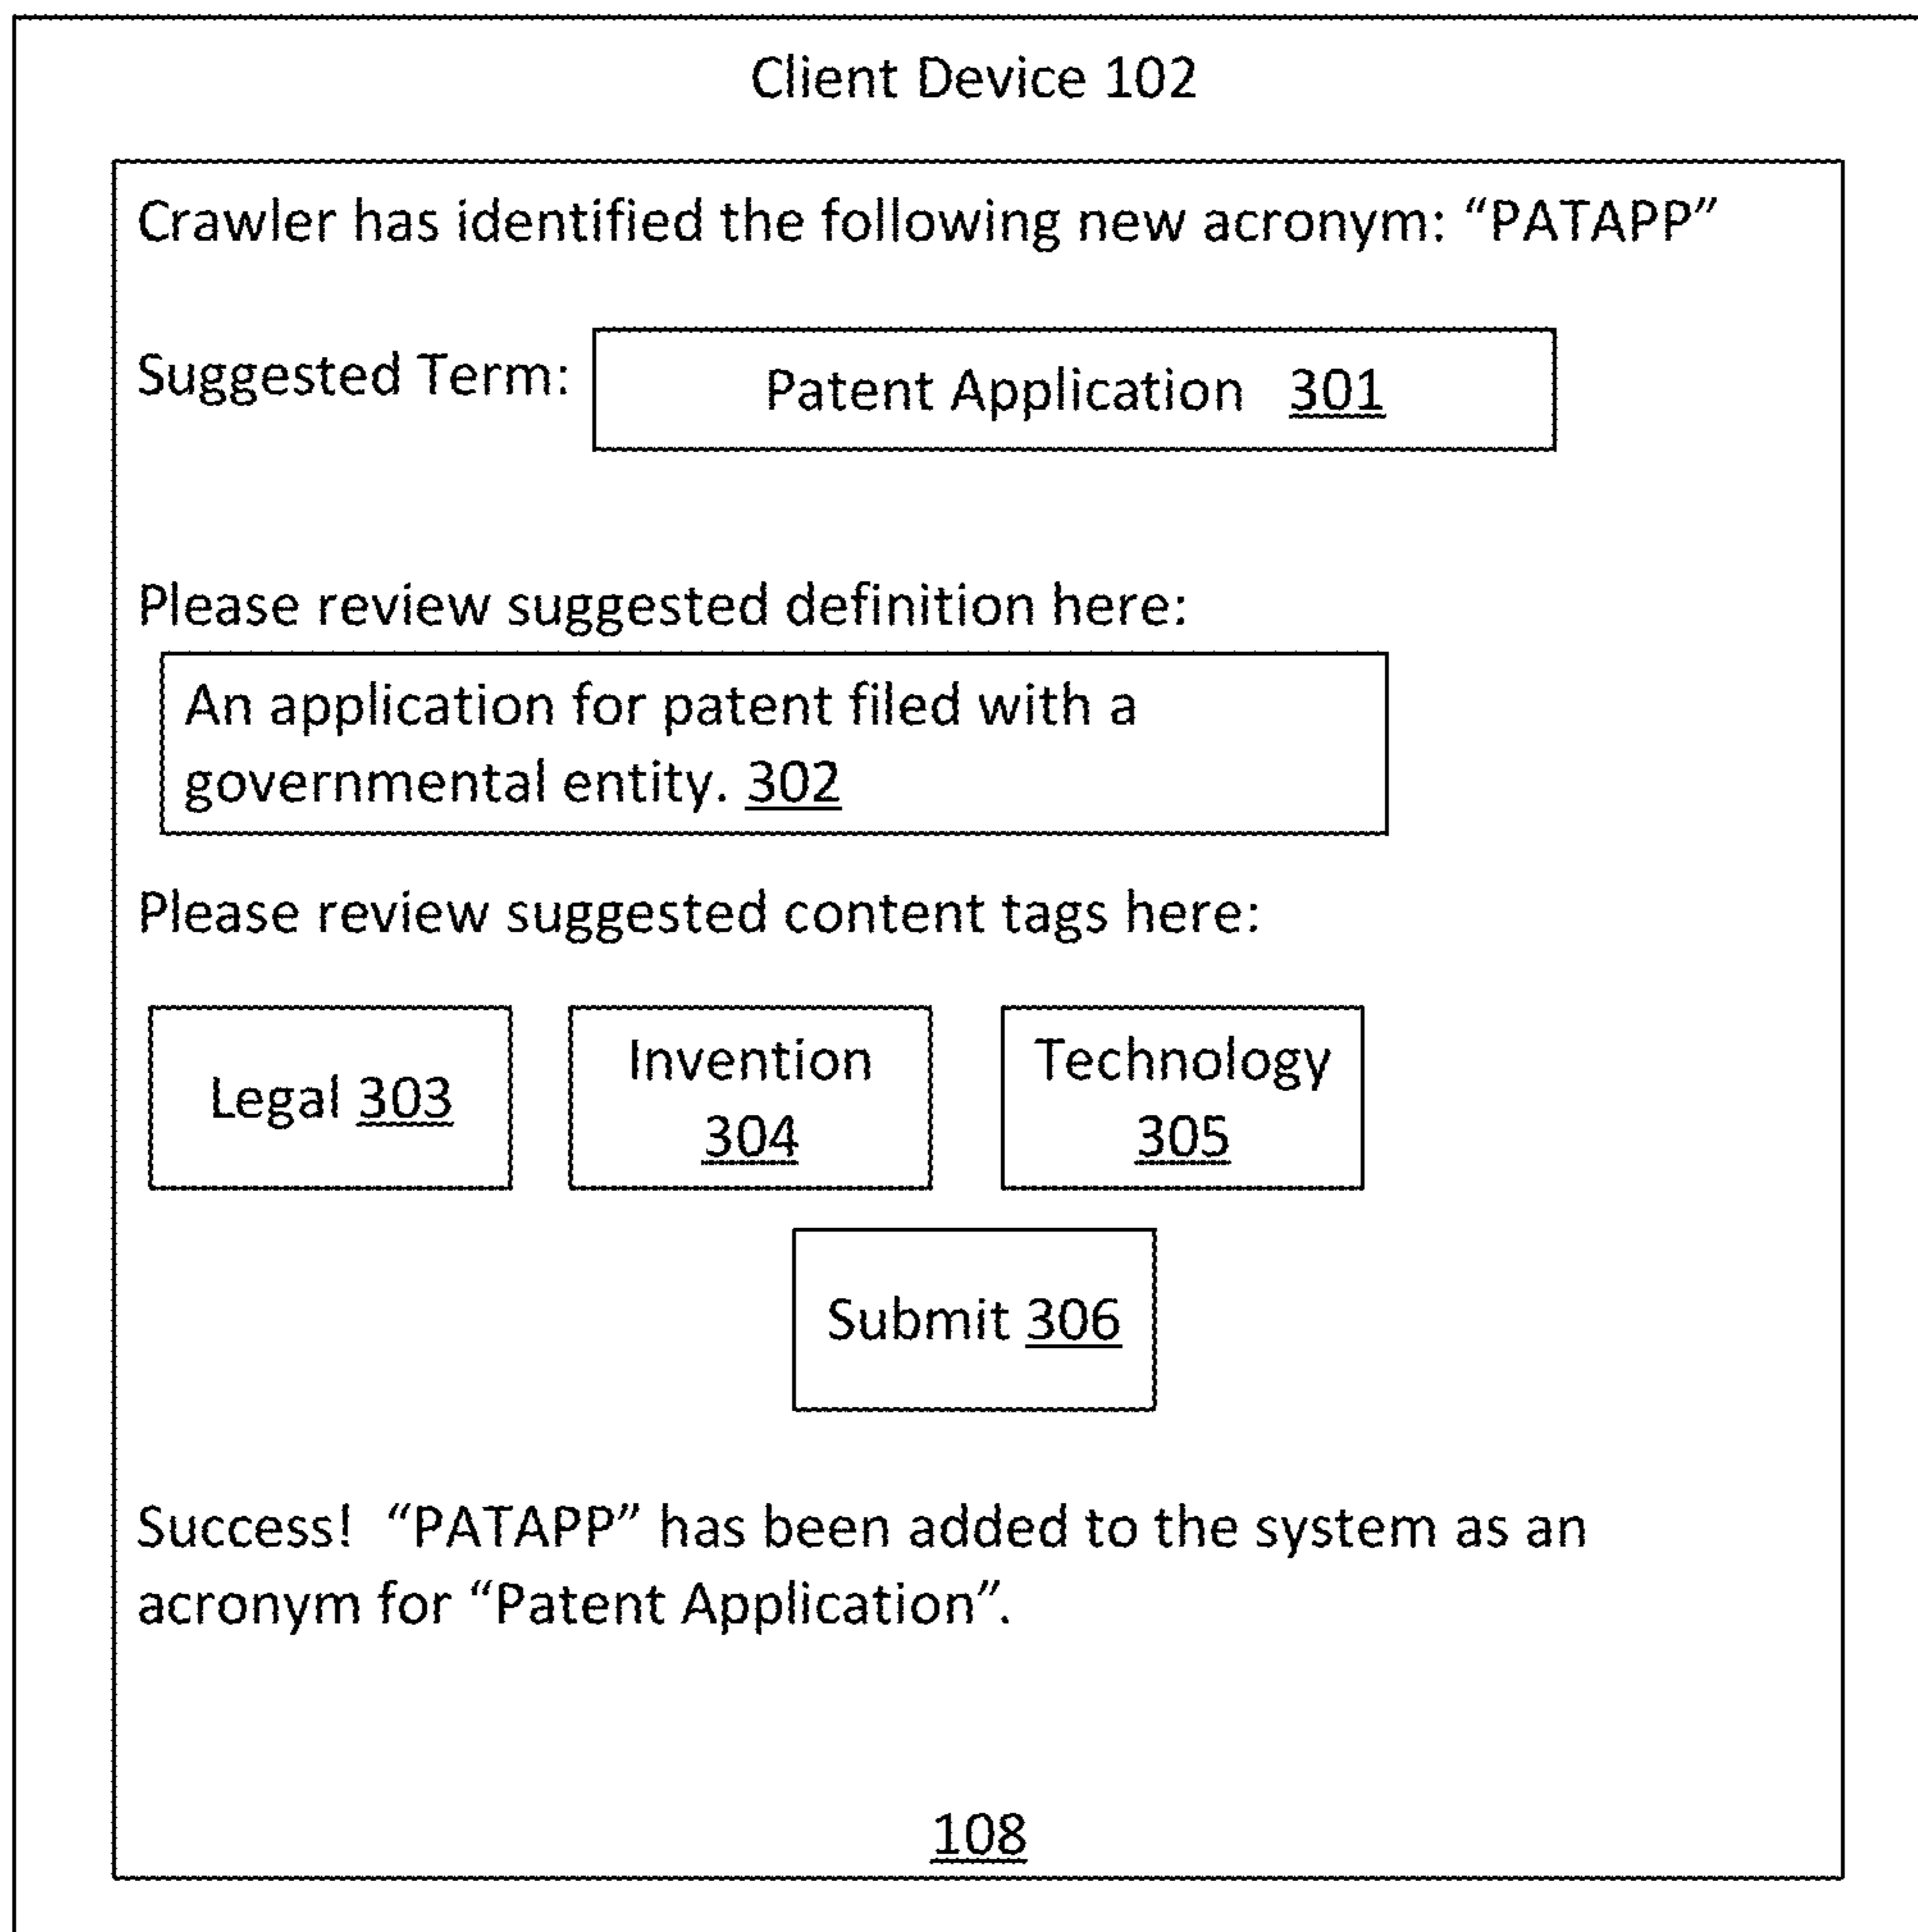 Client Device 102
Crawler has identified the following new acronym: “PATAPP”
Suggested Term:
Patent Application 301
Please review suggested definition here:
An application for patent filed with a
governmental entity. 302
Please review suggested content tags here:
Legal 303
Invention
304
Technology
305
Submit 306
Success! “PATAPP” has been added to the system as an
acronym for “Patent Application”.
108